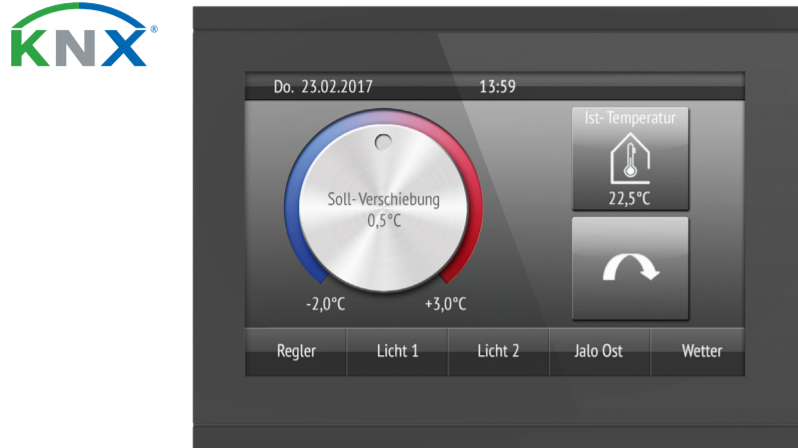 KNX®
Do. 23.02.2017 13:59
Ist- Temperatur
Soll- Verschiebung
0,5°C
22,5°C
-2,0°C +3,0°C
Regler Licht 1 Licht 2 Jalo Ost Wetter